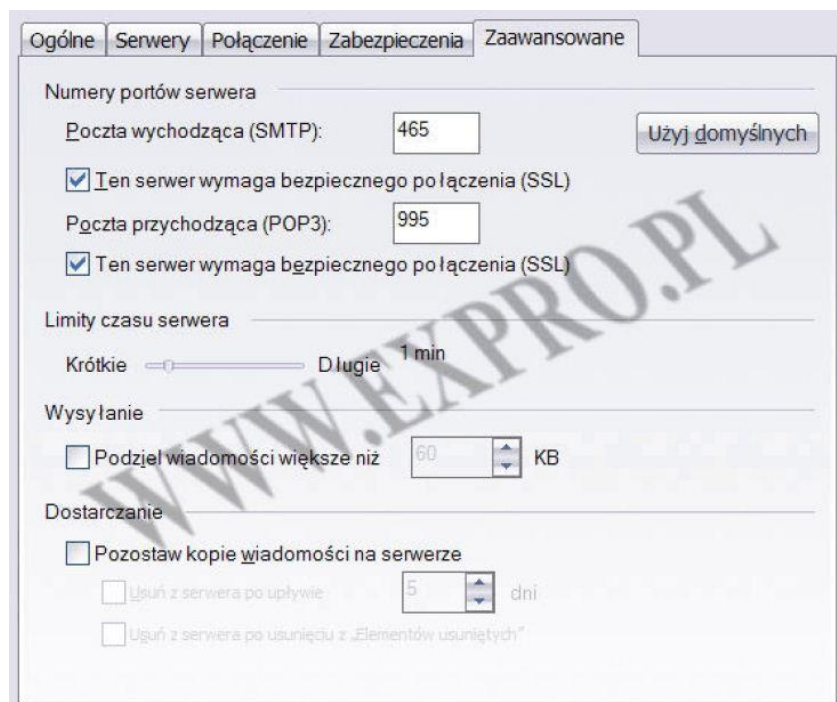 Ogólne Serwery Połączenie Zabezpieczenia Zaawansowane
Numery portów serwera
Poczta wychodząca (SMTP): 465 Użyj domyślnych
Ten serwer wymaga bezpiecznego połączenia (SSL)
Poczta przychodząca (POP3): 995
Ten serwer wymaga bezpiecznego połączenia (SSL)
Limity czasu serwera
Krótkie Długie 1 min
Wysyłanie
Podziel wiadomości większe niż 60 KB
Dostarczanie
Pozostaw kopie wiadomości na serwerze
Usuń z serwera po upływie 5 dni
Usuń z serwera po usunięciu z „Elementów usuniętych”
WWW.EXPRO.PL